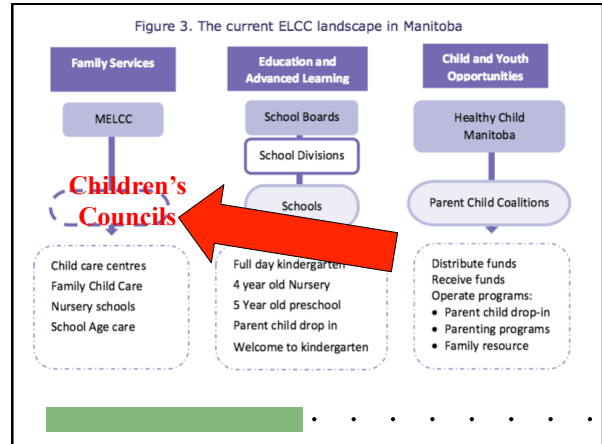 Figure 3. The current ELCC landscape in Manitoba
Family Services
MELCC
Children's
Councils
Child care centres
Family Child Care
Nursery schools
School Age care
Education and
Advanced Learning
School Boards
School Divisions
Schools
Full day kindergarten
4 year old Nursery
5 Year old preschool
Parent child drop in
Welcome to kindergarten
Child and Youth
Opportunities
Healthy Child
Manitoba
Parent Child Coalitions
Distribute funds
Receive funds
Operate programs:
• Parent child drop-in
• Parenting programs
• Family resource